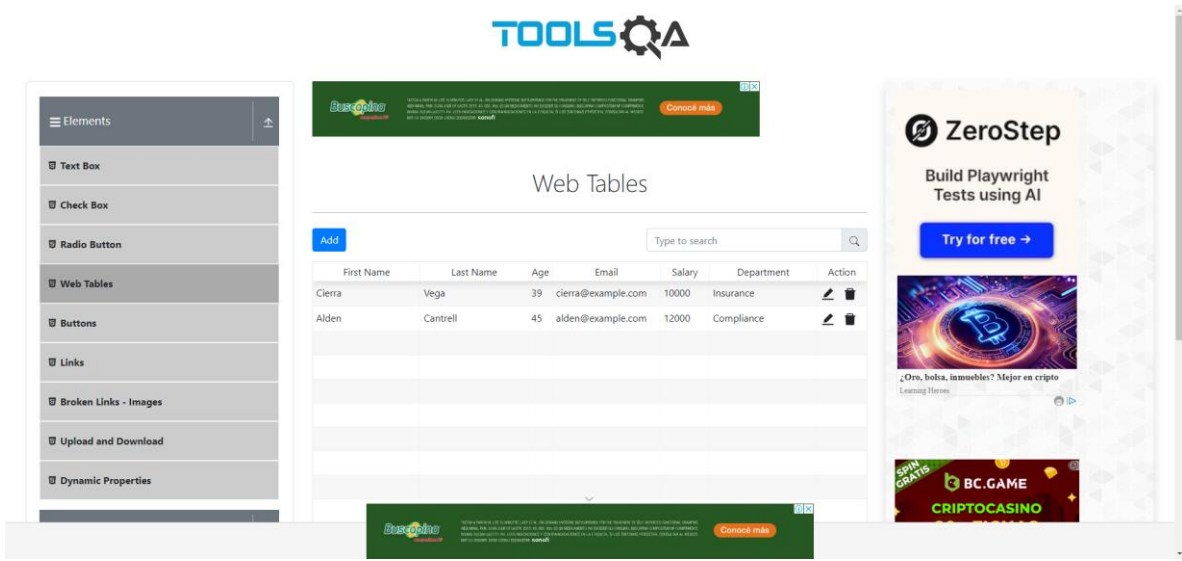 TOOLSQA
Elements
Text Box
Check Box
Radio Button
Web Tables
Buttons
Links
Broken Links - Images
Upload and Download
Dynamic Properties
Buscapina
Conocé más
Web Tables
Add
Type to search
First Name Last Name Age Email Salary Department Action
Cierra Vega 39 cierra@example.com 10000 Insurance
Alden Cantrell 45 alden@example.com 12000 Compliance
ZeroStep
Build Playwright
Tests using AI
Try for free →
¿Oro, bolsa, inmuebles? Mejor en cripto
Learning Heroes
SPIN
GRATIS
BC.GAME
CRIPTOCASINO
Buscapina
sanofi
Conocé más